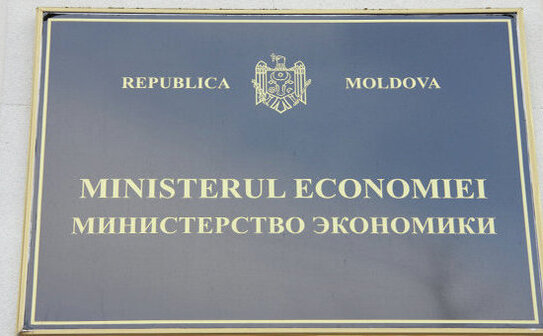 REPUBLICA MOLDOVA
MINISTERUL ECONOMIEI
МИНИСТЕРСТВО ЭКОНОМИКИ